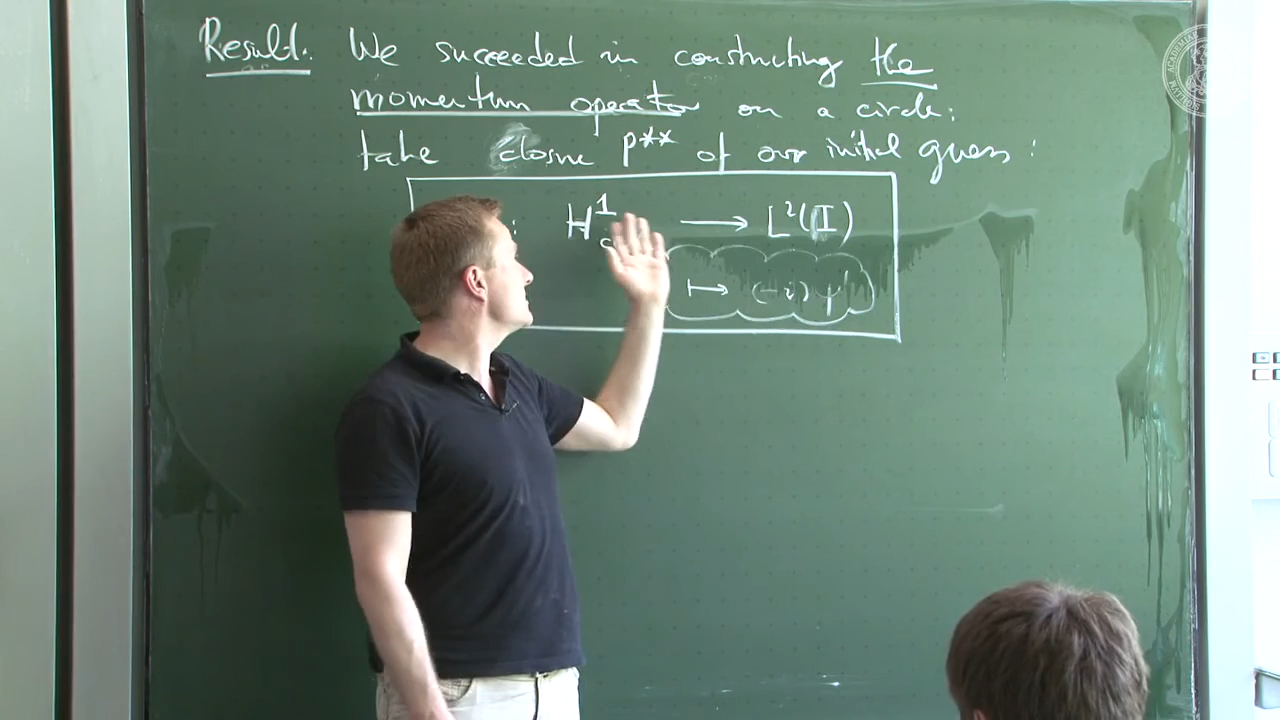 Result: We succeeded in constructing the
momentum operator on a circle:
take closure P** of our initial guess:
: H¹ → L²(I)
↦ (-i)ψ'